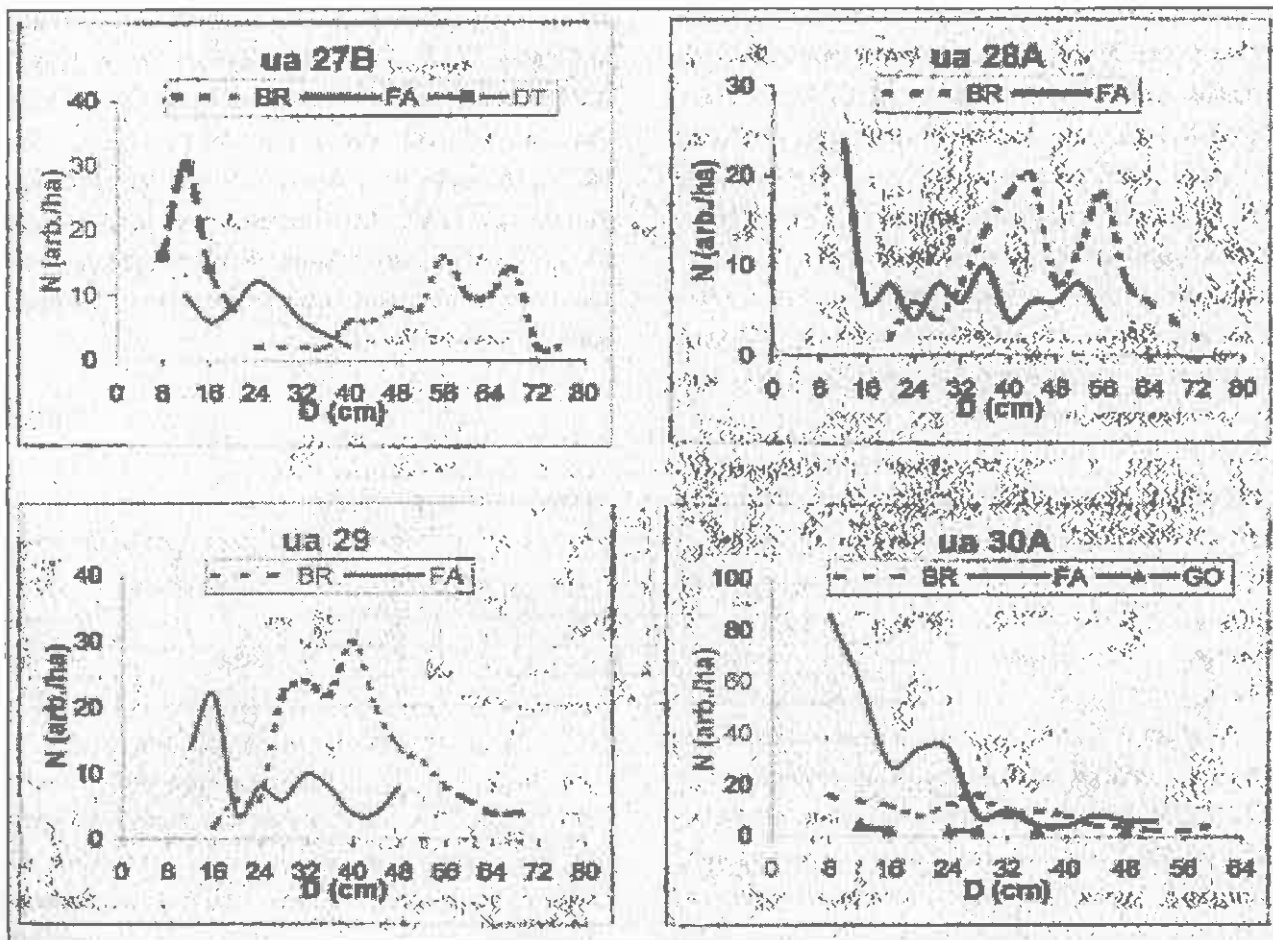 ua 27B
BR FA DT
40
30
20
10
0
N (arb./ha)
0 8 16 24 32 40 48 56 64 72 80
D (cm)
ua 28A
BR FA
30
20
10
0
N (arb./ha)
0 8 16 24 32 40 48 56 64 72 80
D (cm)
ua 29
BR FA
40
30
20
10
0
N (arb./ha)
0 8 16 24 32 40 48 56 64 72 80
D (cm)
ua 30A
BR FA GO
100
80
60
40
20
0
N (arb./ha)
0 8 16 24 32 40 48 56 64
D (cm)